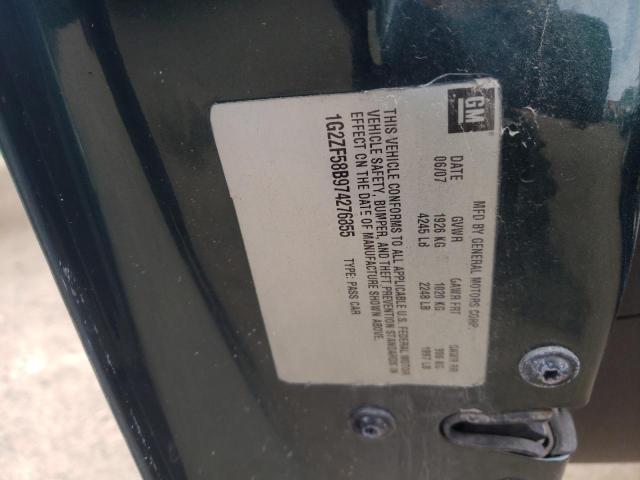 GM
MFD BY GENERAL MOTORS CORP.
DATE GVWR GAWR FRT GAWR RR
06/07 1926 KG 1020 KG 906 KG
4245 LB 2248 LB 1997 LB
THIS VEHICLE CONFORMS TO ALL APPLICABLE U.S. FEDERAL MOTOR
VEHICLE SAFETY, BUMPER, AND THEFT PREVENTION STANDARDS IN
EFFECT ON THE DATE OF MANUFACTURE SHOWN ABOVE.
1G2ZF58B974276855 TYPE: PASS CAR